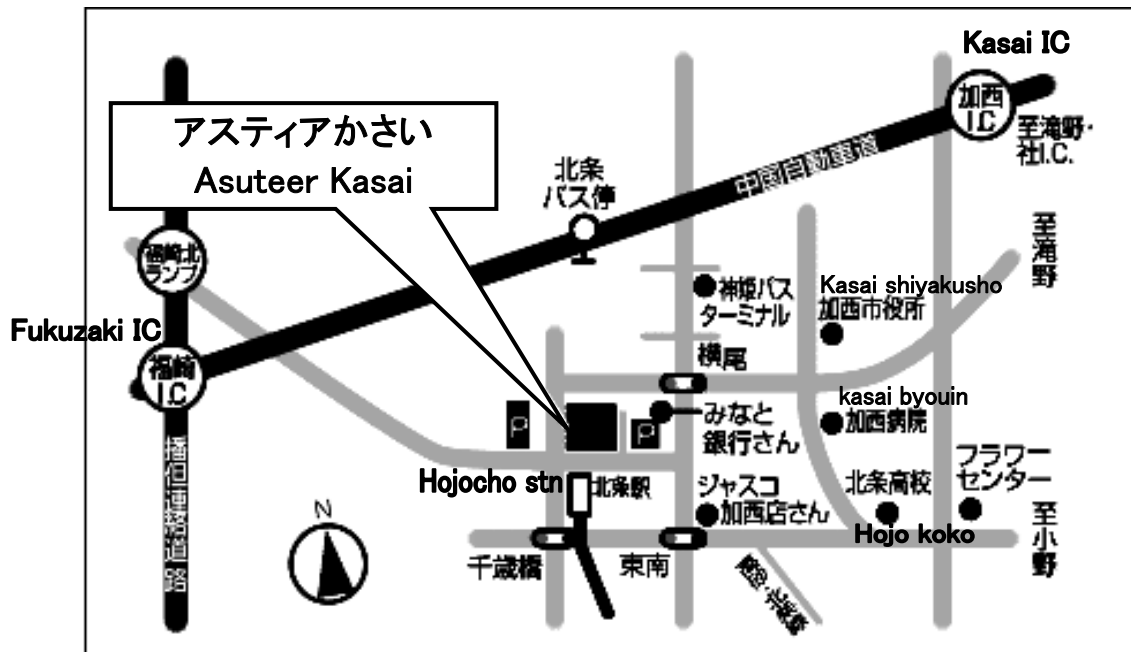 Kasai IC
加西
I.C
至滝野・
社I.C.
アスティアかさい
Asuteer Kasai
中国自動車道
北条
バス停
至滝野
福崎北
ランプ
神姫バス
ターミナル
Kasai shiyakusho
加西市役所
Fukuzaki IC
福崎
I.C
横尾
kasai byouin
加西病院
P
P
みなと
銀行さん
播但連絡道路
Hojocho stn
北条駅
ジャスコ
加西店さん
北条高校
Hojo koko
フラワー
センター
至小野
N
千歳橋
東南